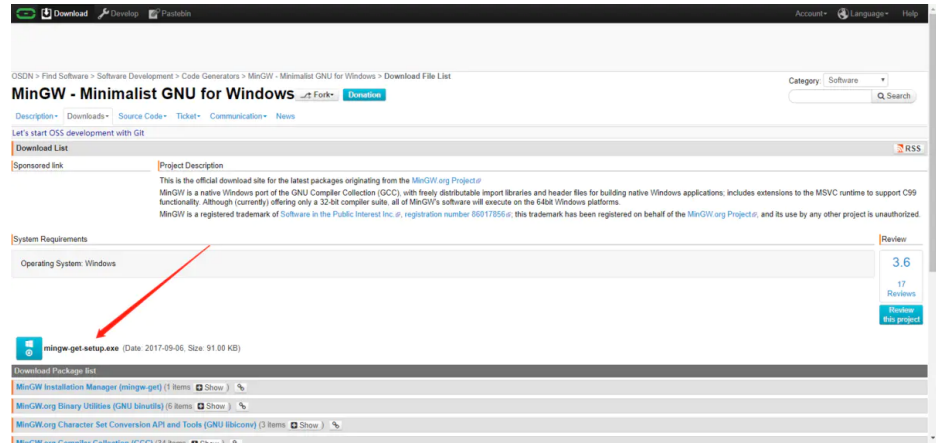 Download Develop Pastebin Account Language Help
OSDN > Find Software > Software Development > Code Generators > MinGW - Minimalist GNU for Windows > Download File List
Category: Software
MinGW - Minimalist GNU for Windows Fork Donation
Search
Description Downloads Source Code Ticket Communication News
Let's start OSS development with Git
Download List RSS
Sponsored link Project Description
This is the official download site for the latest packages originating from the MinGW.org Project
MinGW is a native Windows port of the GNU Compiler Collection (GCC), with freely distributable import libraries and header files for building native Windows applications; includes extensions to the MSVC runtime to support C99
functionality. Although (currently) offering only a 32-bit compiler suite, all of MinGW's software will execute on the 64bit Windows platforms.
MinGW is a registered trademark of Software in the Public Interest Inc., registration number 86017856; this trademark has been registered on behalf of the MinGW.org Project, and its use by any other project is unauthorized.
System Requirements Review
Operating System: Windows
3.6
17
Reviews
Review
this project
mingw-get-setup.exe (Date: 2017-09-06, Size: 91.00 KB)
Download Package list
MinGW Installation Manager (mingw-get) (1 items Show )
MinGW.org Binary Utilities (GNU binutils) (6 items Show )
MinGW.org Character Set Conversion API and Tools (GNU libiconv) (3 items Show )
MinGW.org Compiler Collection (GCC) (74 items Show )